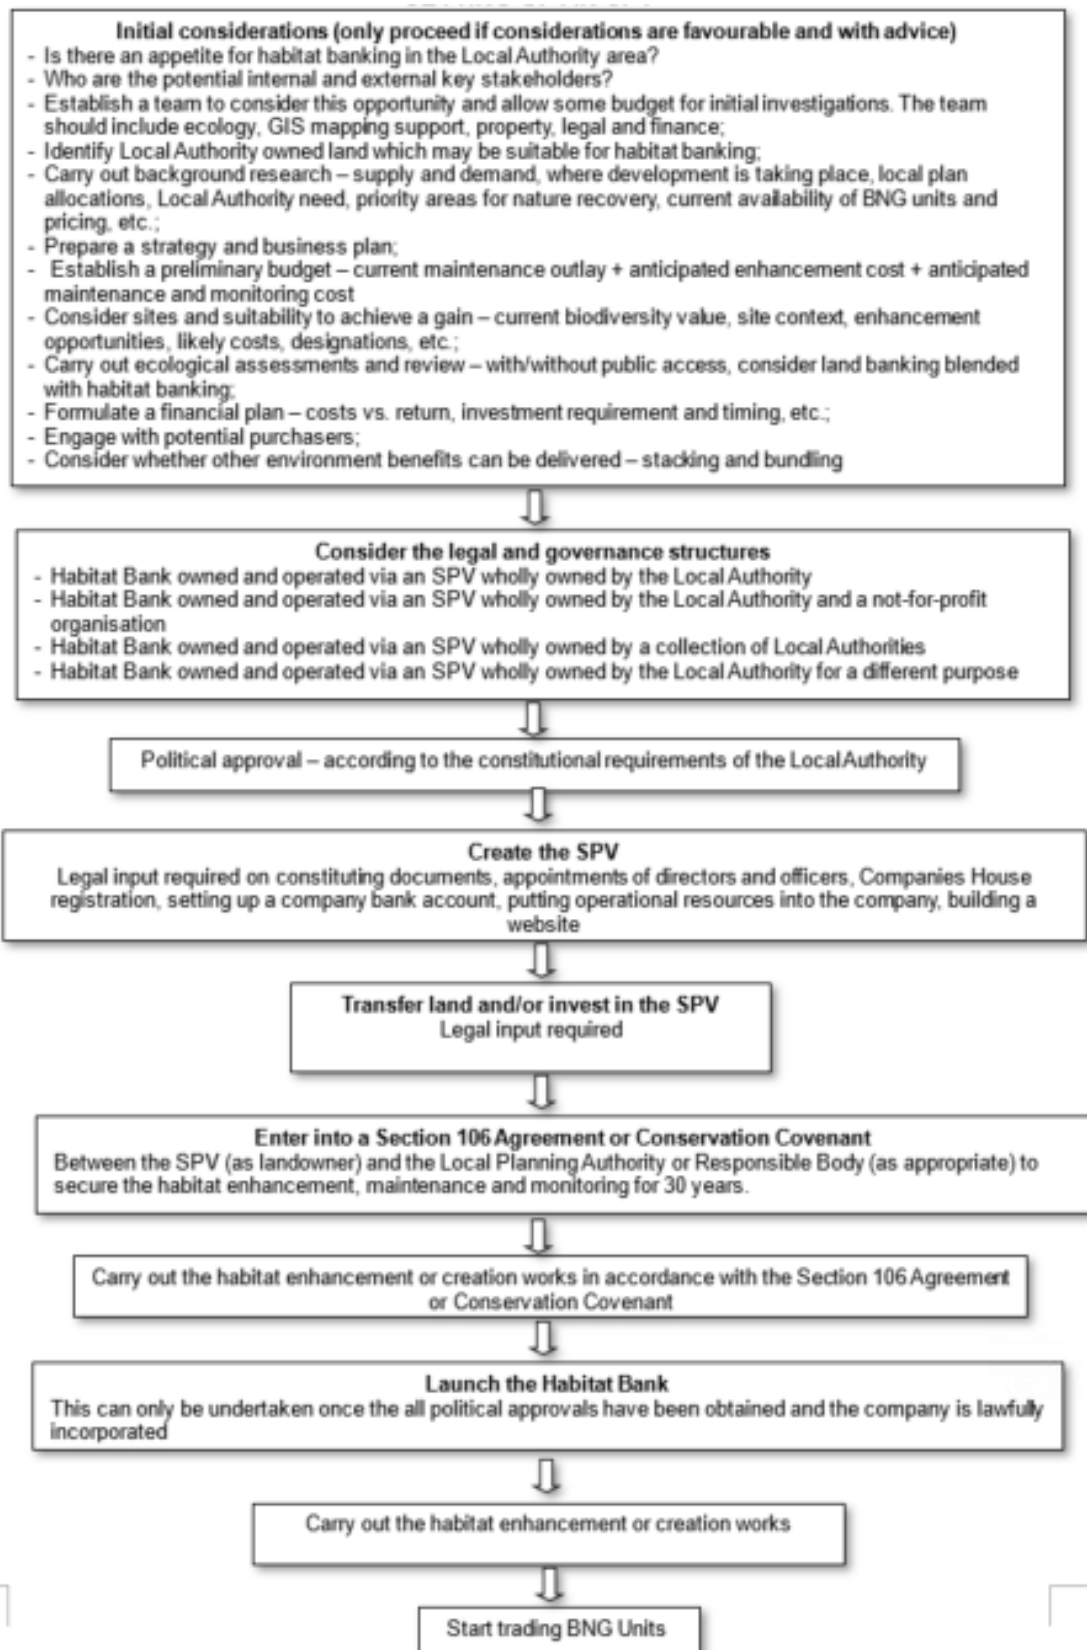 Initial considerations (only proceed if considerations are favourable and with advice)
- Is there an appetite for habitat banking in the Local Authority area?
- Who are the potential internal and external key stakeholders?
- Establish a team to consider this opportunity and allow some budget for initial investigations. The team
should include ecology, GIS mapping support, property, legal and finance;
- Identify Local Authority owned land which may be suitable for habitat banking;
- Carry out background research – supply and demand, where development is taking place, local plan
allocations, Local Authority need, priority areas for nature recovery, current availability of BNG units and
pricing, etc.;
- Prepare a strategy and business plan;
- Establish a preliminary budget – current maintenance outlay + anticipated enhancement cost + anticipated
maintenance and monitoring cost
- Consider sites and suitability to achieve a gain – current biodiversity value, site context, enhancement
opportunities, likely costs, designations, etc.;
- Carry out ecological assessments and review – with/without public access, consider land banking blended
with habitat banking;
- Formulate a financial plan – costs vs. return, investment requirement and timing, etc.;
- Engage with potential purchasers;
- Consider whether other environment benefits can be delivered – stacking and bundling
Consider the legal and governance structures
- Habitat Bank owned and operated via an SPV wholly owned by the Local Authority
- Habitat Bank owned and operated via an SPV wholly owned by the Local Authority and a not-for-profit
organisation
- Habitat Bank owned and operated via an SPV wholly owned by a collection of Local Authorities
- Habitat Bank owned and operated via an SPV wholly owned by the Local Authority for a different purpose
Political approval – according to the constitutional requirements of the Local Authority
Create the SPV
Legal input required on constituting documents, appointments of directors and officers, Companies House
registration, setting up a company bank account, putting operational resources into the company, building a
website
Transfer land and/or invest in the SPV
Legal input required
Enter into a Section 106 Agreement or Conservation Covenant
Between the SPV (as landowner) and the Local Planning Authority or Responsible Body (as appropriate) to
secure the habitat enhancement, maintenance and monitoring for 30 years.
Carry out the habitat enhancement or creation works in accordance with the Section 106 Agreement
or Conservation Covenant
Launch the Habitat Bank
This can only be undertaken once the all political approvals have been obtained and the company is lawfully
incorporated
Carry out the habitat enhancement or creation works
Start trading BNG Units